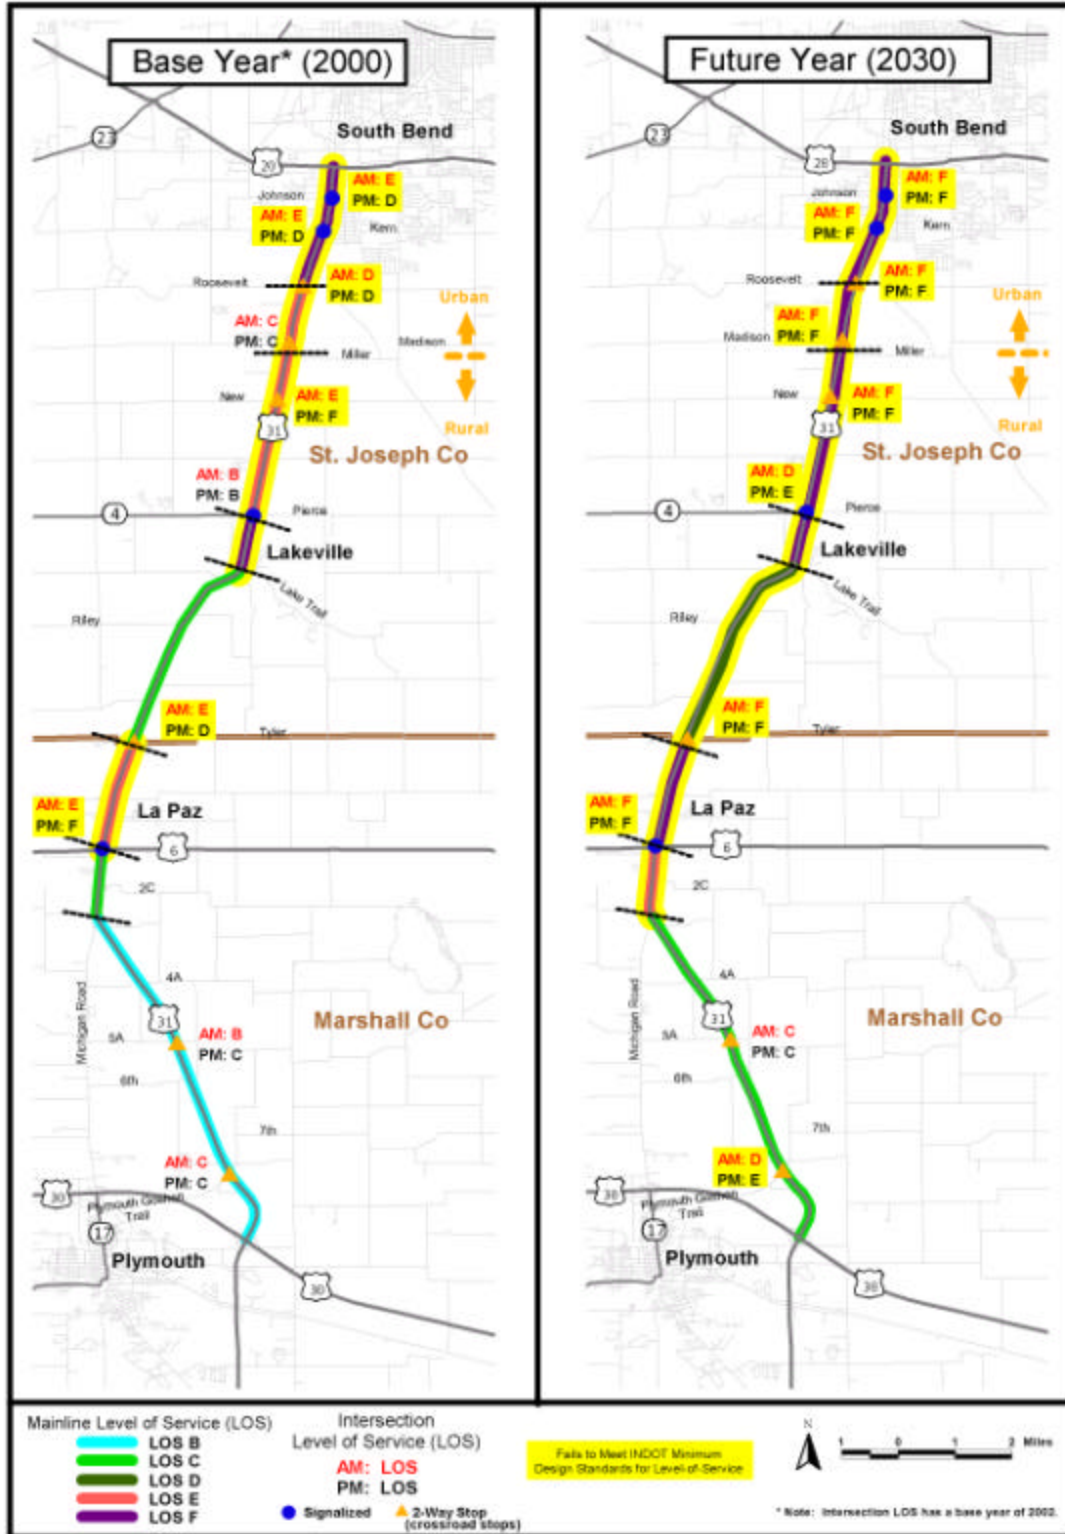 Base Year* (2000)
South Bend
23
20
Johnson
AM: E
PM: D
AM: E
PM: D
Kern
Roosevelt
AM: D
PM: D
Urban
AM: C
PM: C
Madison
Miller
New
AM: E
PM: F
31
Rural
St. Joseph Co
AM: B
PM: B
4
Pierce
Lakeville
Lake Trail
Riley
AM: E
PM: D
Tyler
AM: E
PM: F
La Paz
6
2C
4A
Michigan Road
31
Marshall Co
5A
AM: B
PM: C
6th
7th
AM: C
PM: C
30
Plymouth Goshen
Trail
17
Plymouth
30
Future Year (2030)
South Bend
23
20
Johnson
AM: F
PM: F
AM: F
PM: F
Kern
Roosevelt
AM: F
PM: F
Urban
AM: F
PM: F
Madison
Miller
New
AM: F
PM: F
31
Rural
St. Joseph Co
AM: D
PM: E
4
Pierce
Lakeville
Lake Trail
Riley
AM: F
PM: F
Tyler
AM: F
PM: F
La Paz
6
2C
4A
Michigan Road
31
Marshall Co
5A
AM: C
PM: C
6th
7th
AM: D
PM: E
30
Plymouth Goshen
Trail
17
Plymouth
30
Mainline Level of Service (LOS)
LOS B
LOS C
LOS D
LOS E
LOS F
Intersection
Level of Service (LOS)
AM: LOS
PM: LOS
Signalized
2-Way Stop
(crossroad stops)
Fails to Meet INDOT Minimum
Design Standards for Level-of-Service
N
1 0 1 2 Miles
* Note: Intersection LOS has a base year of 2002.